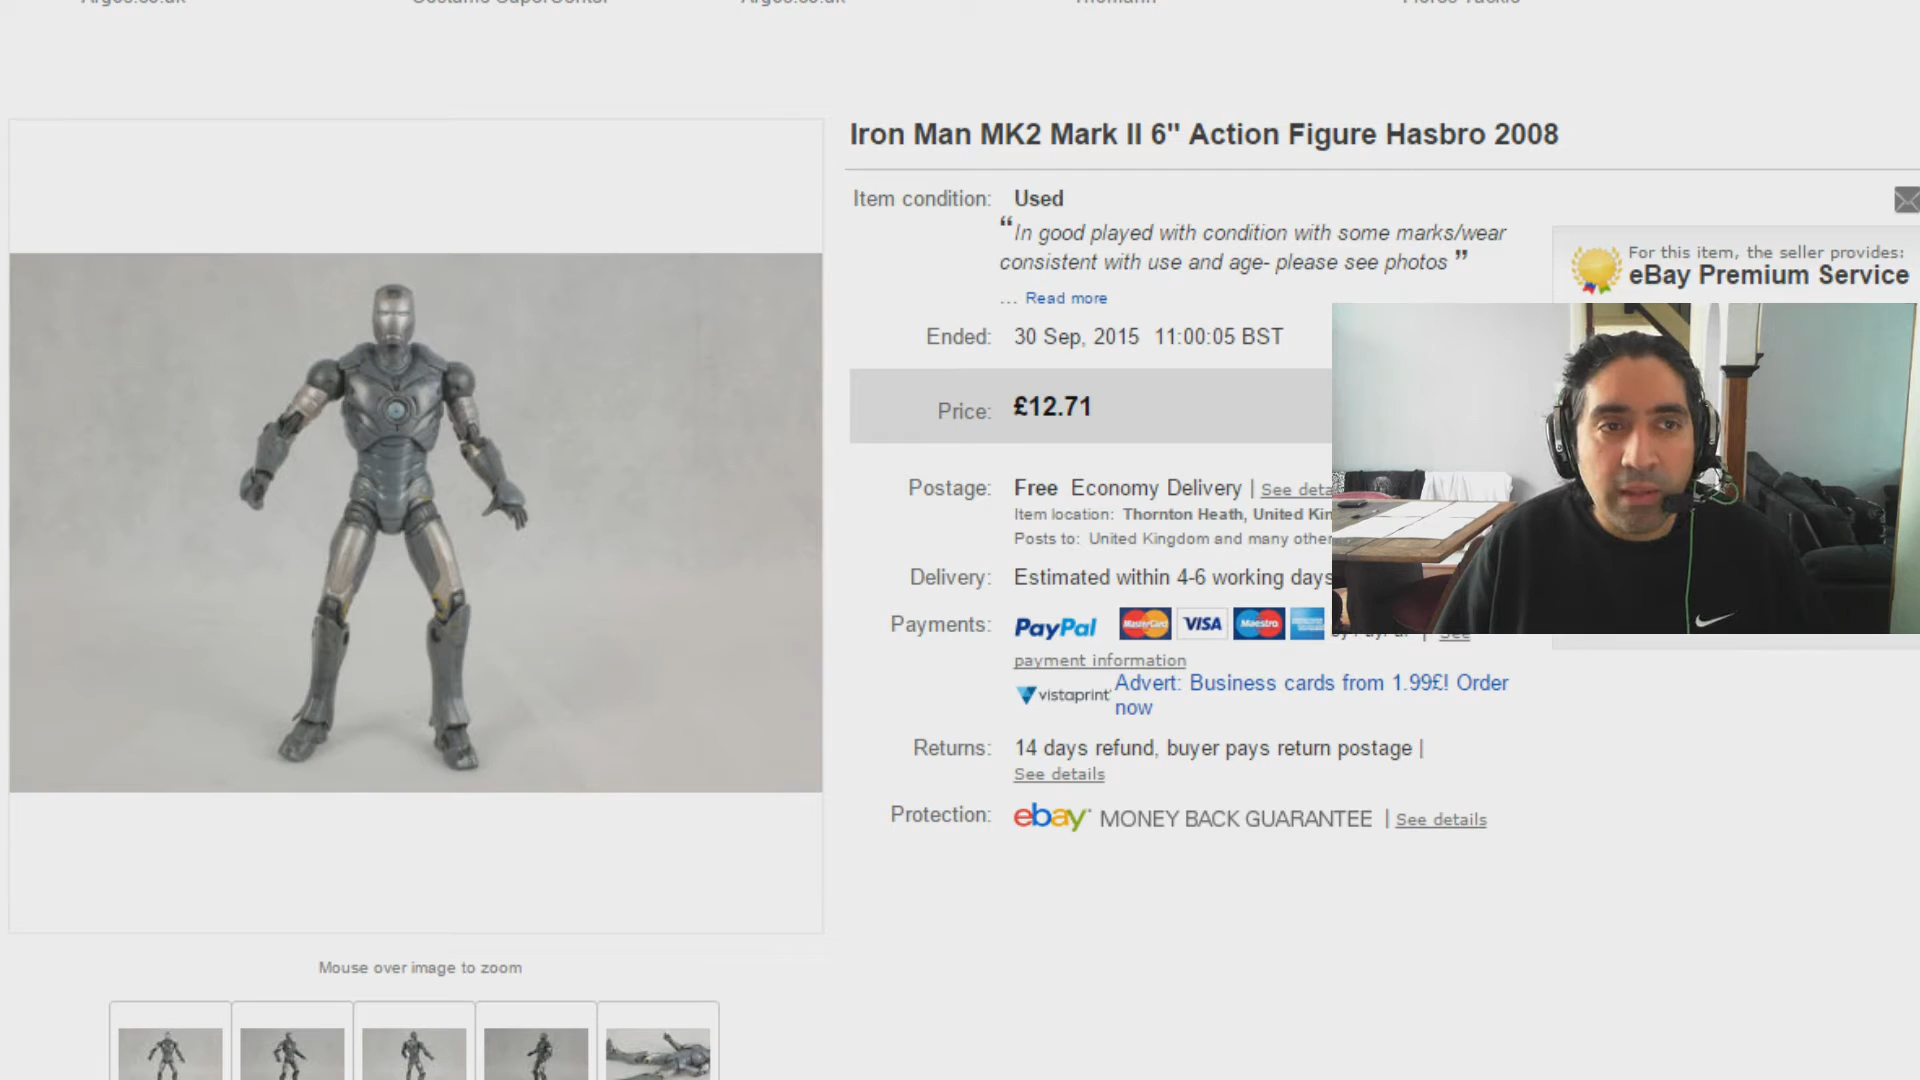 Iron Man MK2 Mark II 6" Action Figure Hasbro 2008
Item condition: Used
“In good played with condition with some marks/wear
consistent with use and age- please see photos ”
... Read more
Ended: 30 Sep, 2015 11:00:05 BST
Price: £12.71
Postage: Free Economy Delivery | See
Item location: Thornton Heath, United
Posts to: United Kingdom and many
Delivery: Estimated within 4-6 working days
Payments: PayPal MasterCard VISA Maestro
payment information
vistaprint Advert: Business cards from 1.99£! Order
now
Returns: 14 days refund, buyer pays return postage |
See details
Protection: ebay MONEY BACK GUARANTEE | See details
For this item, the seller provides:
eBay Premium Service
Mouse over image to zoom